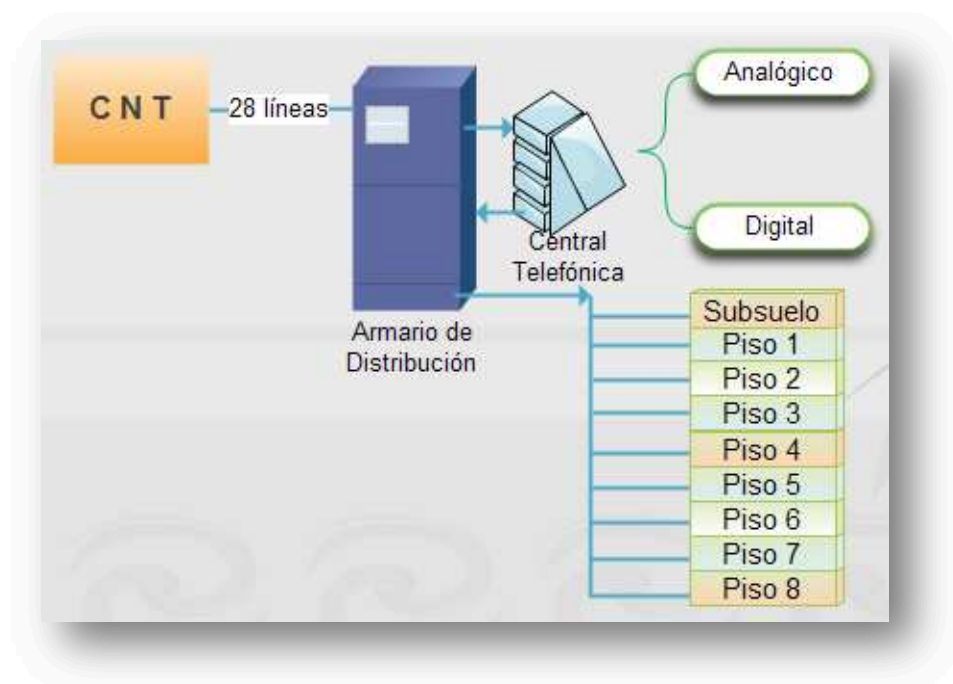 C N T
28 líneas
Analógico
Digital
Central
Telefónica
Armario de
Distribución
Subsuelo
Piso 1
Piso 2
Piso 3
Piso 4
Piso 5
Piso 6
Piso 7
Piso 8